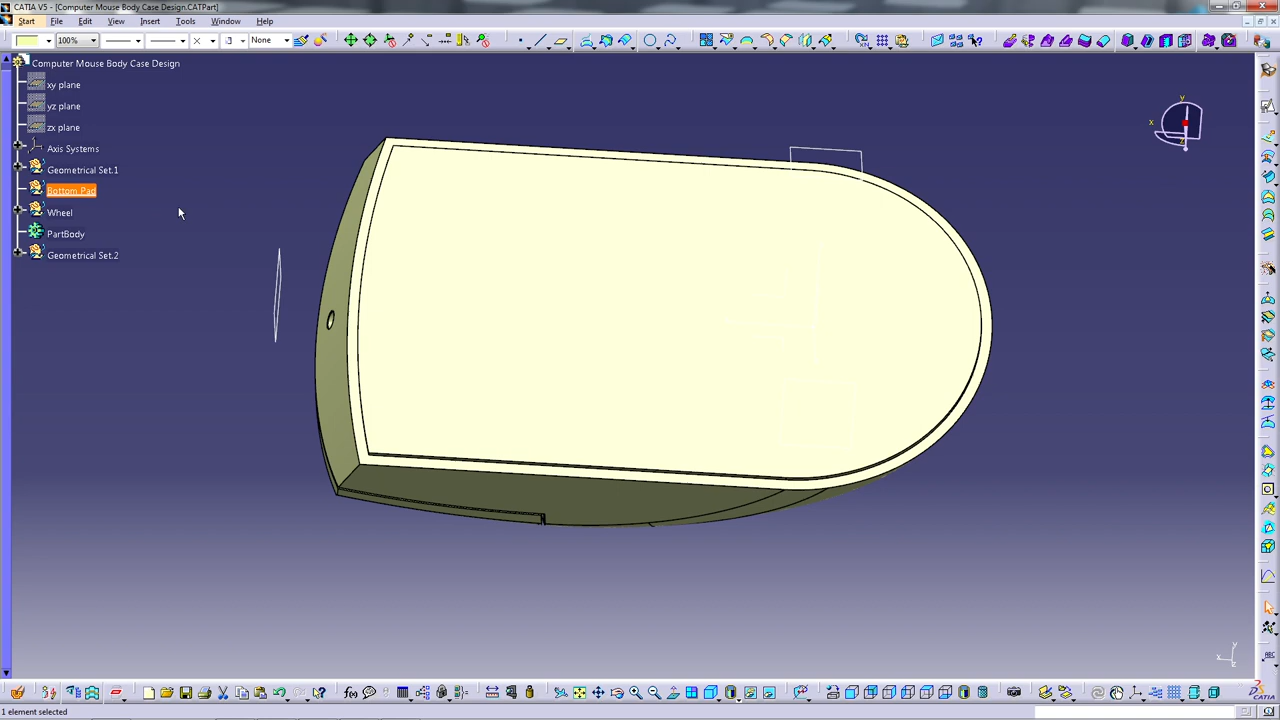 CATIA V5 - [Computer Mouse Body Case Design.CATPart]
Start File Edit View Insert Tools Window Help
100% None
Computer Mouse Body Case Design
xy plane
yz plane
zx plane
Axis Systems
Geometrical Set.1
Bottom Pad
Wheel
PartBody
Geometrical Set.2
y
x
z
y
x
z
ABC
f(x)
CATIA
1 element selected